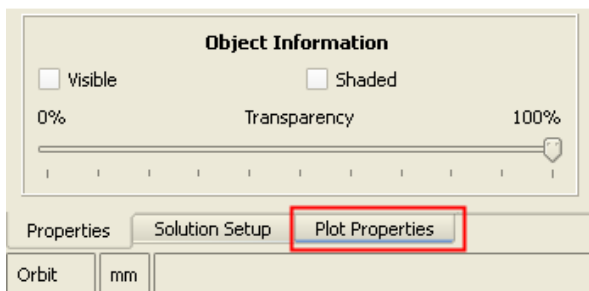 Object Information
Visible Shaded
0% Transparency 100%
Properties Solution Setup Plot Properties
Orbit mm